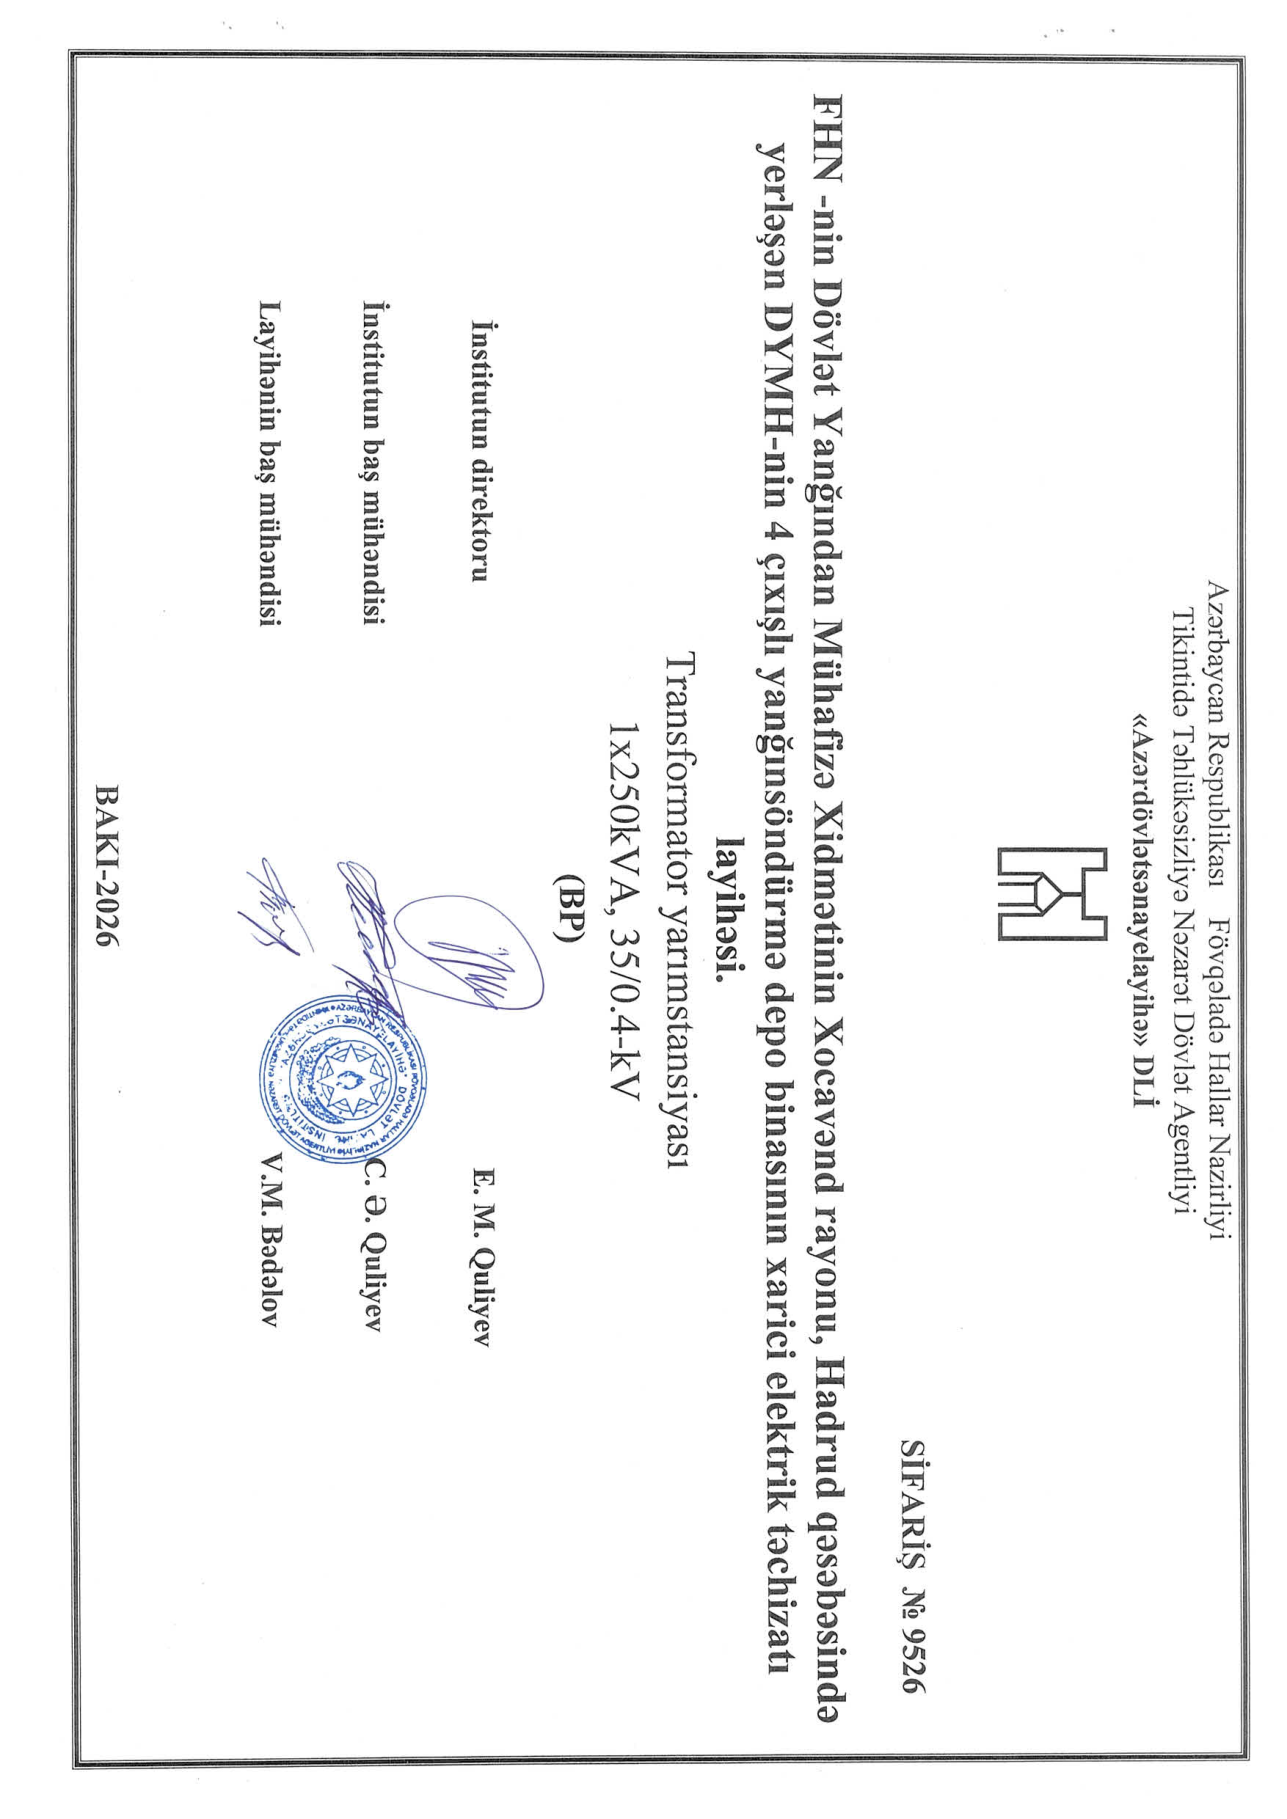 Azərbaycan Respublikası Fövqəladə Hallar Nazirliyi
Tikintidə Təhlükəsizliyə Nəzarət Dövlət Agentliyi
«Azərdövlətsənayelayihə» DLİ
SİFARİŞ № 9526
FHN -nin Dövlət Yanğından Mühafizə Xidmətinin Xocavənd rayonu, Hadrud qəsəbəsində
yerləşən DYMH-nin 4 çıxışlı yanğınsöndürmə depo binasının xarici elektrik təchizatı
layihəsi.
Transformator yarımstansiyası
1x250kVA, 35/0.4-kV
(BP)
İnstitutun direktoru E. M. Quliyev
İnstitutun baş mühəndisi C. Ə. Quliyev
Layihənin baş mühəndisi V.M. Bədəlov
BAKI-2026